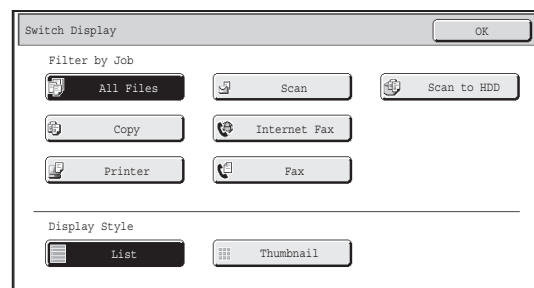 Switch Display
OK
Filter by Job
All Files
Scan
Scan to HDD
Copy
Internet Fax
Printer
Fax
Display Style
List
Thumbnail